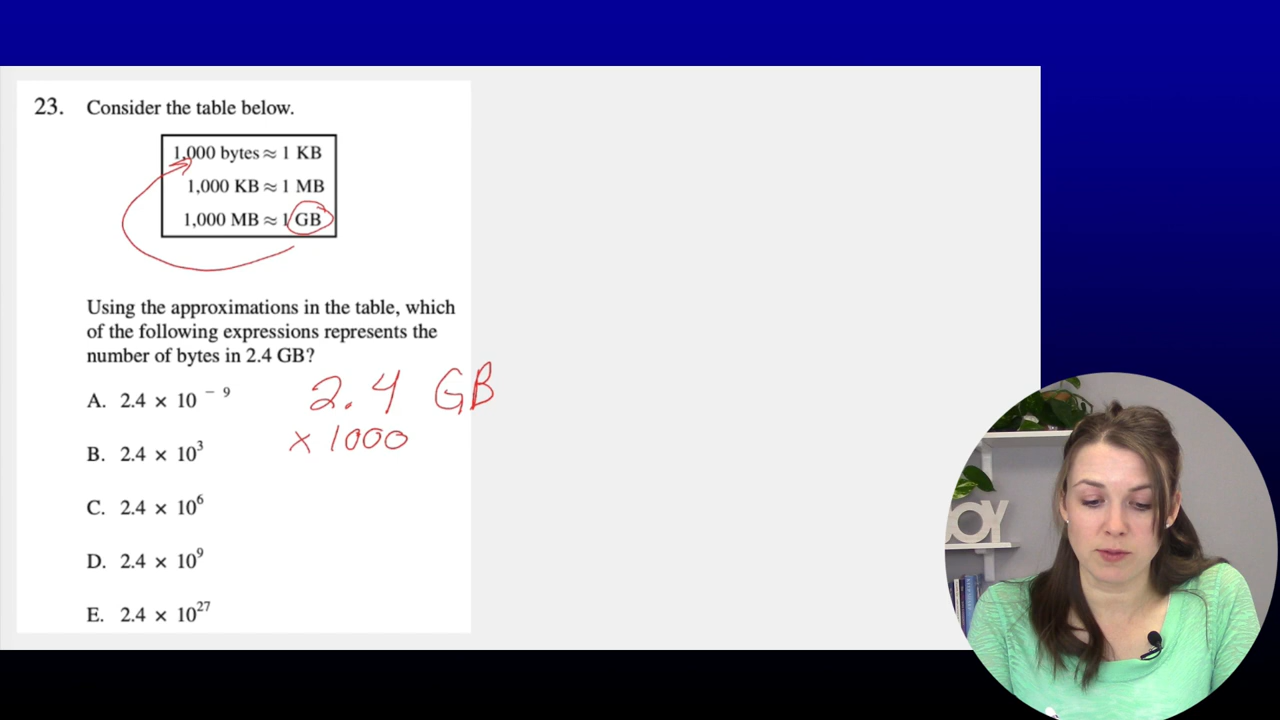 23. Consider the table below.
1,000 bytes ≈ 1 KB
1,000 KB ≈ 1 MB
1,000 MB ≈ 1 GB
Using the approximations in the table, which
of the following expressions represents the
number of bytes in 2.4 GB?
A. 2.4 × 10⁻⁹
B. 2.4 × 10³
C. 2.4 × 10⁶
D. 2.4 × 10⁹
E. 2.4 × 10²⁷
2.4 GB
× 1000
OY